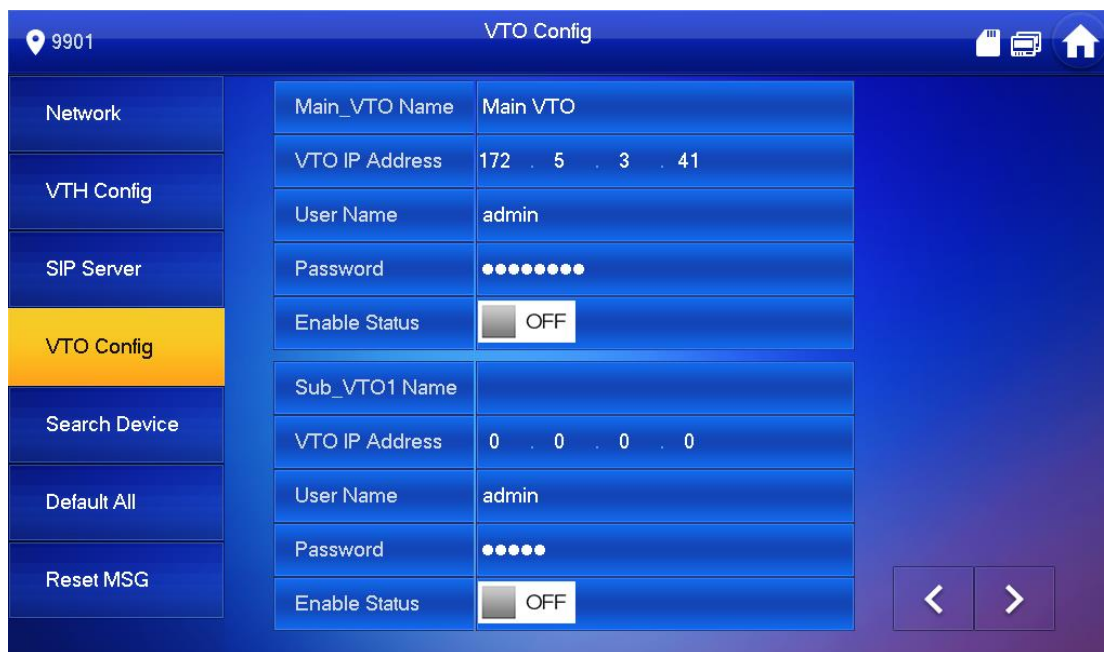 9901
VTO Config
Network
VTH Config
SIP Server
VTO Config
Search Device
Default All
Reset MSG
Main_VTO Name Main VTO
VTO IP Address 172 . 5 . 3 . 41
User Name admin
Password ●●●●●●●●
Enable Status OFF
Sub_VTO1 Name
VTO IP Address 0 . 0 . 0 . 0
User Name admin
Password ●●●●●
Enable Status OFF